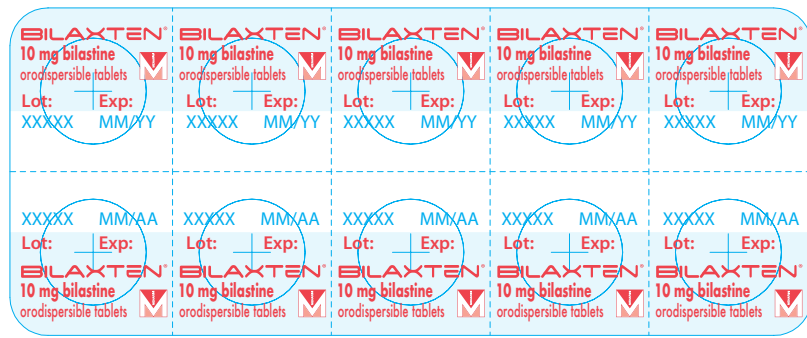 BILAXTEN® BILAXTEN® BILAXTEN® BILAXTEN® BILAXTEN®
10 mg bilastine 10 mg bilastine 10 mg bilastine 10 mg bilastine 10 mg bilastine
orodispersible tablets orodispersible tablets orodispersible tablets orodispersible tablets orodispersible tablets
Lot: Exp: Lot: Exp: Lot: Exp: Lot: Exp: Lot: Exp:
XXXXX MM/YY XXXXX MM/YY XXXXX MM/YY XXXXX MM/YY XXXXX MM/YY
XXXXX MM/AA XXXXX MM/AA XXXXX MM/AA XXXXX MM/AA XXXXX MM/AA
Lot: Exp: Lot: Exp: Lot: Exp: Lot: Exp: Lot: Exp:
BILAXTEN® BILAXTEN® BILAXTEN® BILAXTEN® BILAXTEN®
10 mg bilastine 10 mg bilastine 10 mg bilastine 10 mg bilastine 10 mg bilastine
orodispersible tablets orodispersible tablets orodispersible tablets orodispersible tablets orodispersible tablets